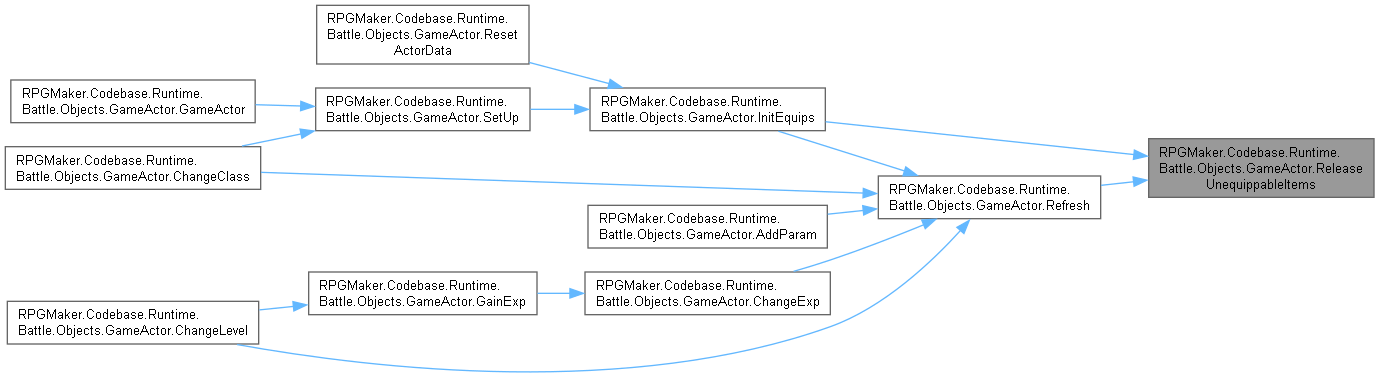 RPGMaker.Codebase.Runtime.
Battle.Objects.GameActor.Reset
ActorData
RPGMaker.Codebase.Runtime.
Battle.Objects.GameActor.GameActor
RPGMaker.Codebase.Runtime.
Battle.Objects.GameActor.SetUp
RPGMaker.Codebase.Runtime.
Battle.Objects.GameActor.InitEquips
RPGMaker.Codebase.Runtime.
Battle.Objects.GameActor.ChangeClass
RPGMaker.Codebase.Runtime.
Battle.Objects.GameActor.Release
UnequippableItems
RPGMaker.Codebase.Runtime.
Battle.Objects.GameActor.Refresh
RPGMaker.Codebase.Runtime.
Battle.Objects.GameActor.AddParam
RPGMaker.Codebase.Runtime.
Battle.Objects.GameActor.GainExp
RPGMaker.Codebase.Runtime.
Battle.Objects.GameActor.ChangeExp
RPGMaker.Codebase.Runtime.
Battle.Objects.GameActor.ChangeLevel